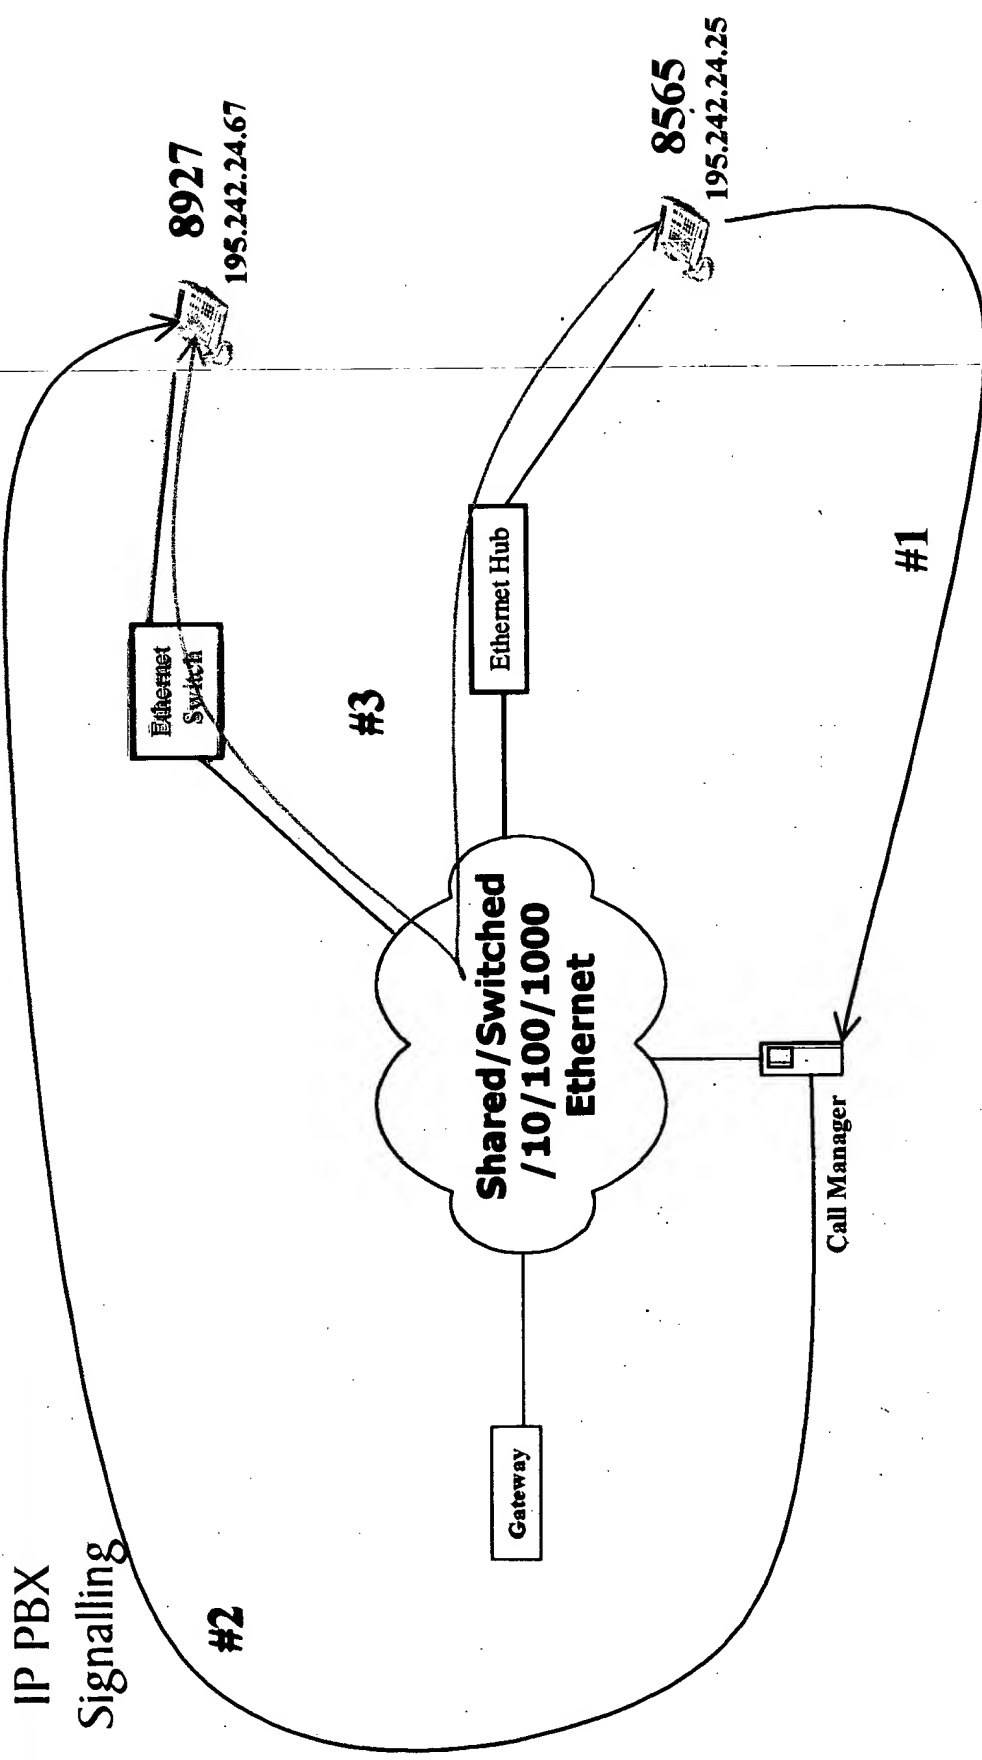 IP PBX
Signalling
#2
8927
195.242.24.67
Ethernet
Switch
#3
Gateway
Shared/Switched
/10/100/1000
Ethernet
Ethernet Hub
8565
195.242.24.25
Call Manager
#1